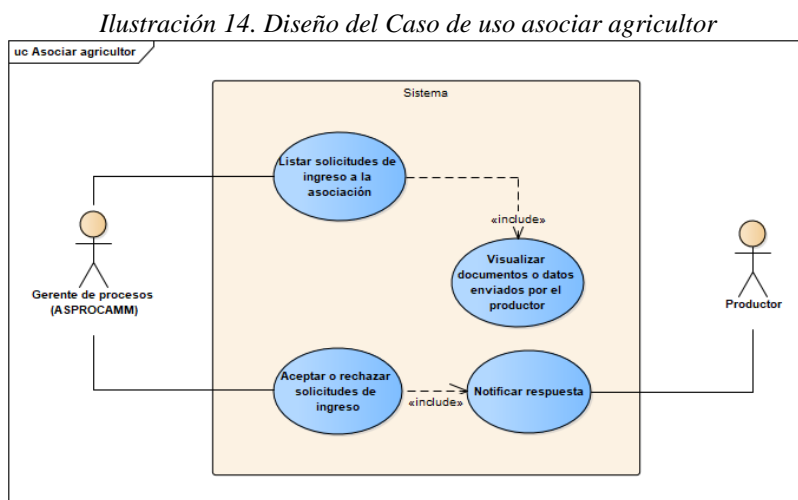 Ilustración 14. Diseño del Caso de uso asociar agricultor
uc Asociar agricultor
Sistema
Listar solicitudes de
ingreso a la
asociación
«include»
Visualizar
documentos o datos
enviados por el
productor
Gerente de procesos
(ASPROCAMM)
Productor
Aceptar o rechazar
solicitudes de
ingreso
«include»
Notificar respuesta